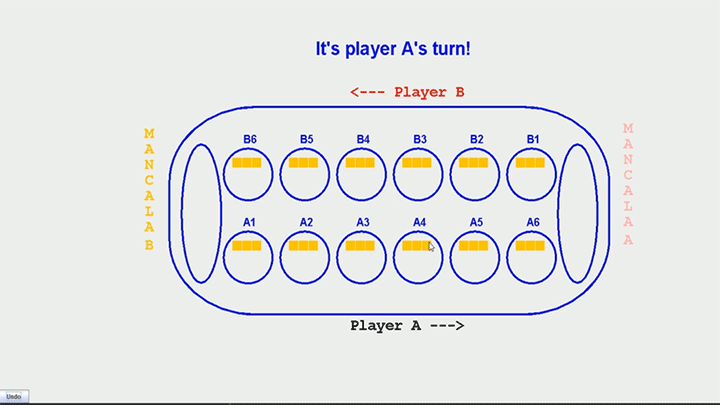 It's player A's turn!
<--- Player B
MANCALA B
MANCALA A
B6 B5 B4 B3 B2 B1
A1 A2 A3 A4 A5 A6
Player A --->
Undo